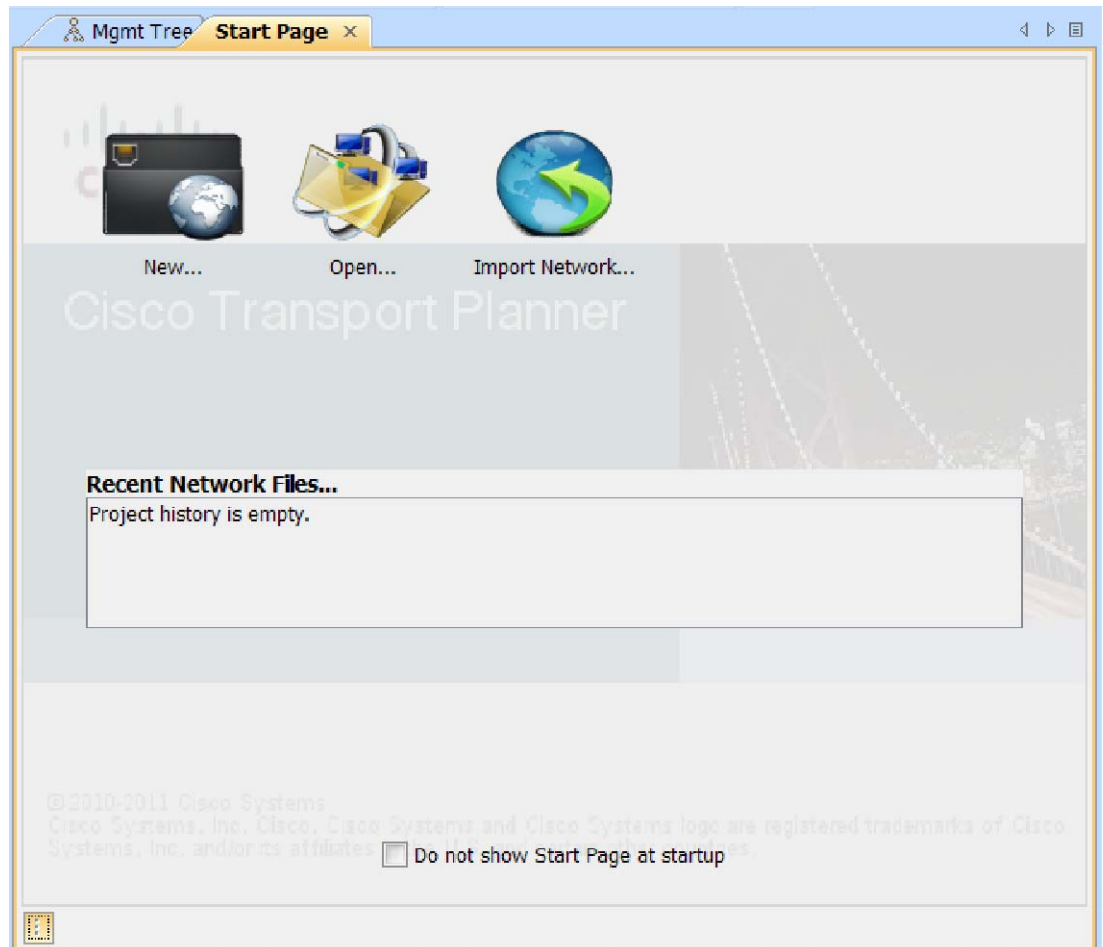 Mgmt Tree
Start Page ×
New...
Open...
Import Network...
Cisco Transport Planner
Recent Network Files...
Project history is empty.
© 2010-2011 Cisco Systems
Cisco Systems, Inc. Cisco, Cisco Systems and Cisco Systems logo are registered trademarks of Cisco
Systems, Inc. and/or its affiliates
Do not show Start Page at startup